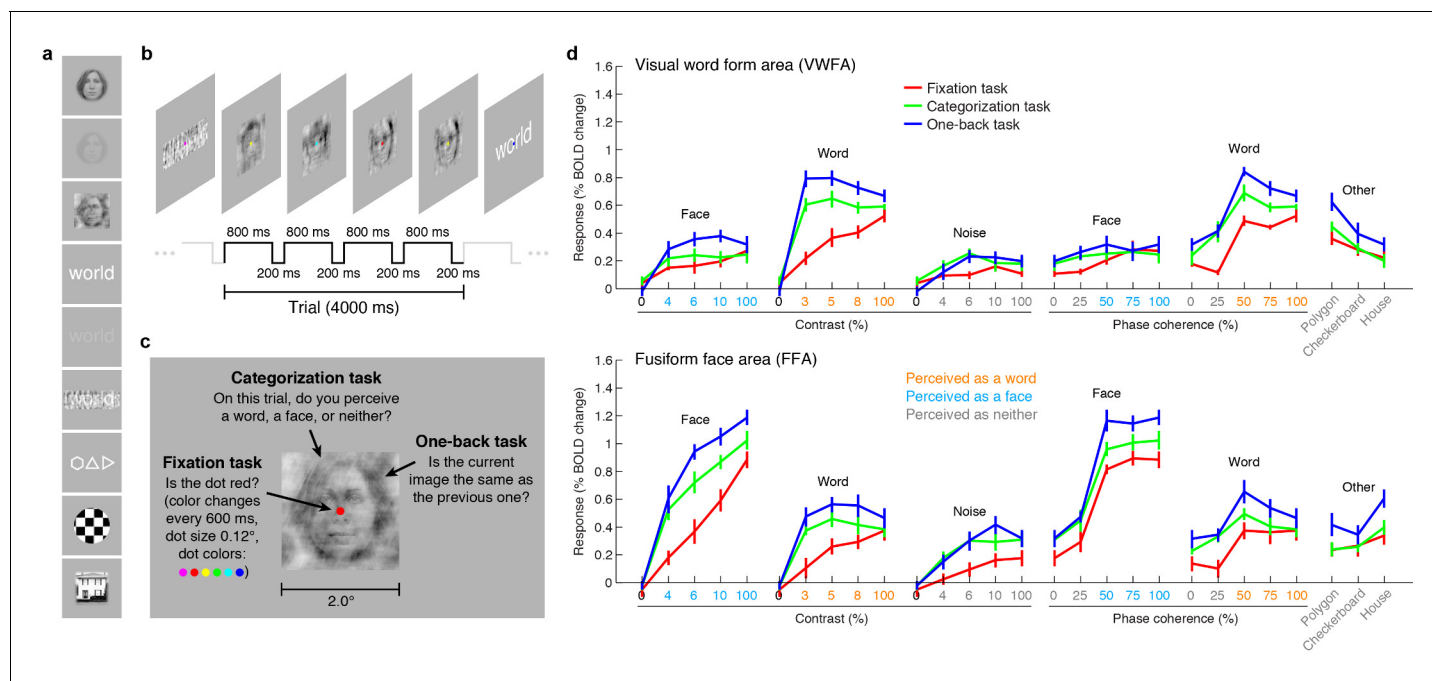 a
world
world
world
b
world
800 ms
800 ms
800 ms
800 ms
200 ms
200 ms
200 ms
200 ms
Trial (4000 ms)
c
Categorization task
On this trial, do you perceive
a word, a face, or neither?
One-back task
Is the current
image the same as
the previous one?
Fixation task
Is the dot red?
(color changes
every 600 ms,
dot size 0.12°,
dot colors:
)
2.0°
d
Visual word form area (VWFA)
Response (% BOLD change)
1.6
1.4
1.2
1.0
0.8
0.6
0.4
0.2
0
Fixation task
Categorization task
One-back task
Face
Word
Noise
Face
Word
Other
0 4 6 10 100
0 3 5 8 100
0 4 6 10 100
0 25 50 75 100
0 25 50 75 100
Polygon
Checkerboard
House
Contrast (%)
Phase coherence (%)
Fusiform face area (FFA)
Response (% BOLD change)
1.6
1.4
1.2
1.0
0.8
0.6
0.4
0.2
0
Perceived as a word
Perceived as a face
Perceived as neither
Face
Word
Noise
Face
Word
Other
0 4 6 10 100
0 3 5 8 100
0 4 6 10 100
0 25 50 75 100
0 25 50 75 100
Polygon
Checkerboard
House
Contrast (%)
Phase coherence (%)